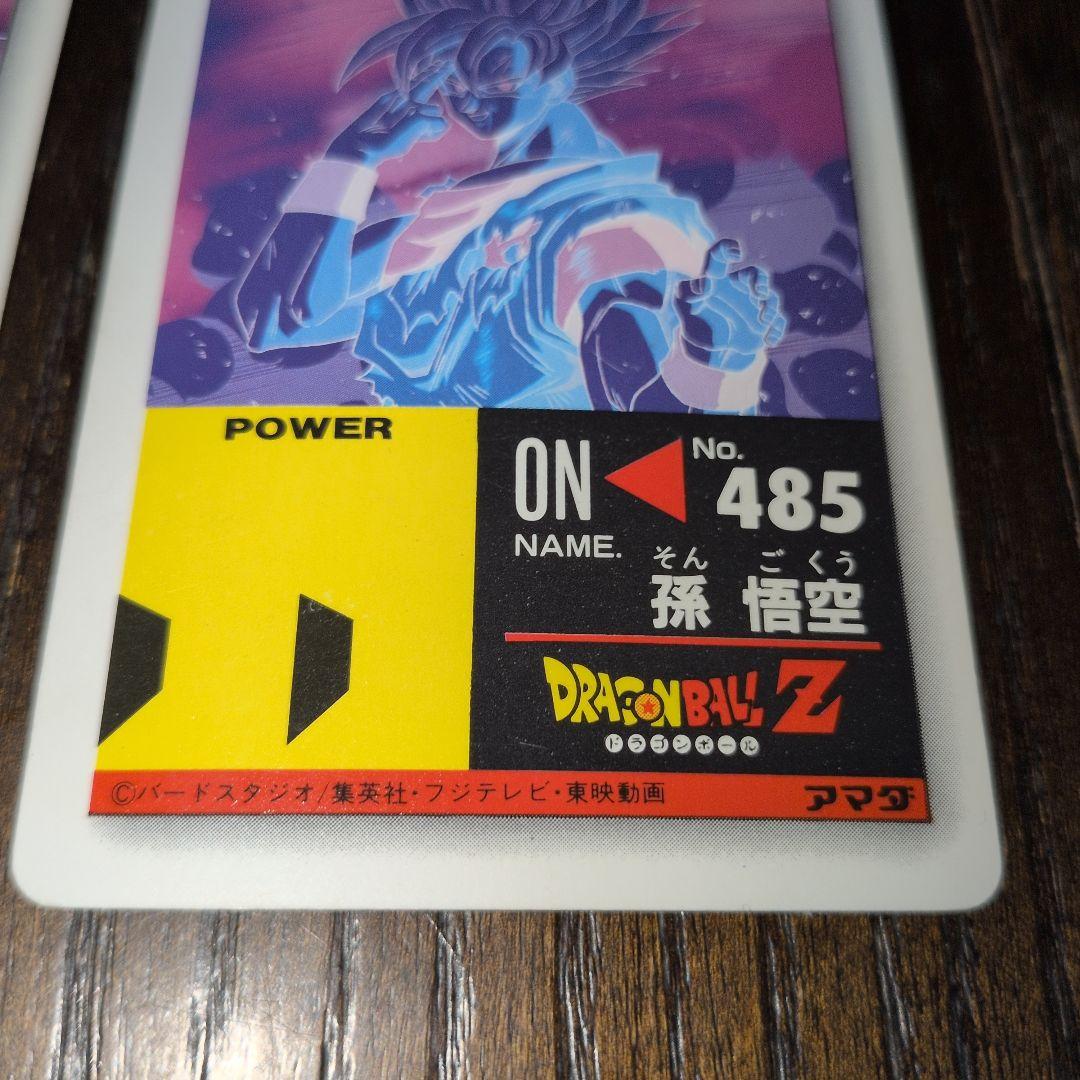 POWER
ON
No.
485
NAME.
そん ご くう
孫 悟空
DRAGONBALL Z
ドラゴンボール
©バードスタジオ/集英社・フジテレビ・東映動画
アマダ